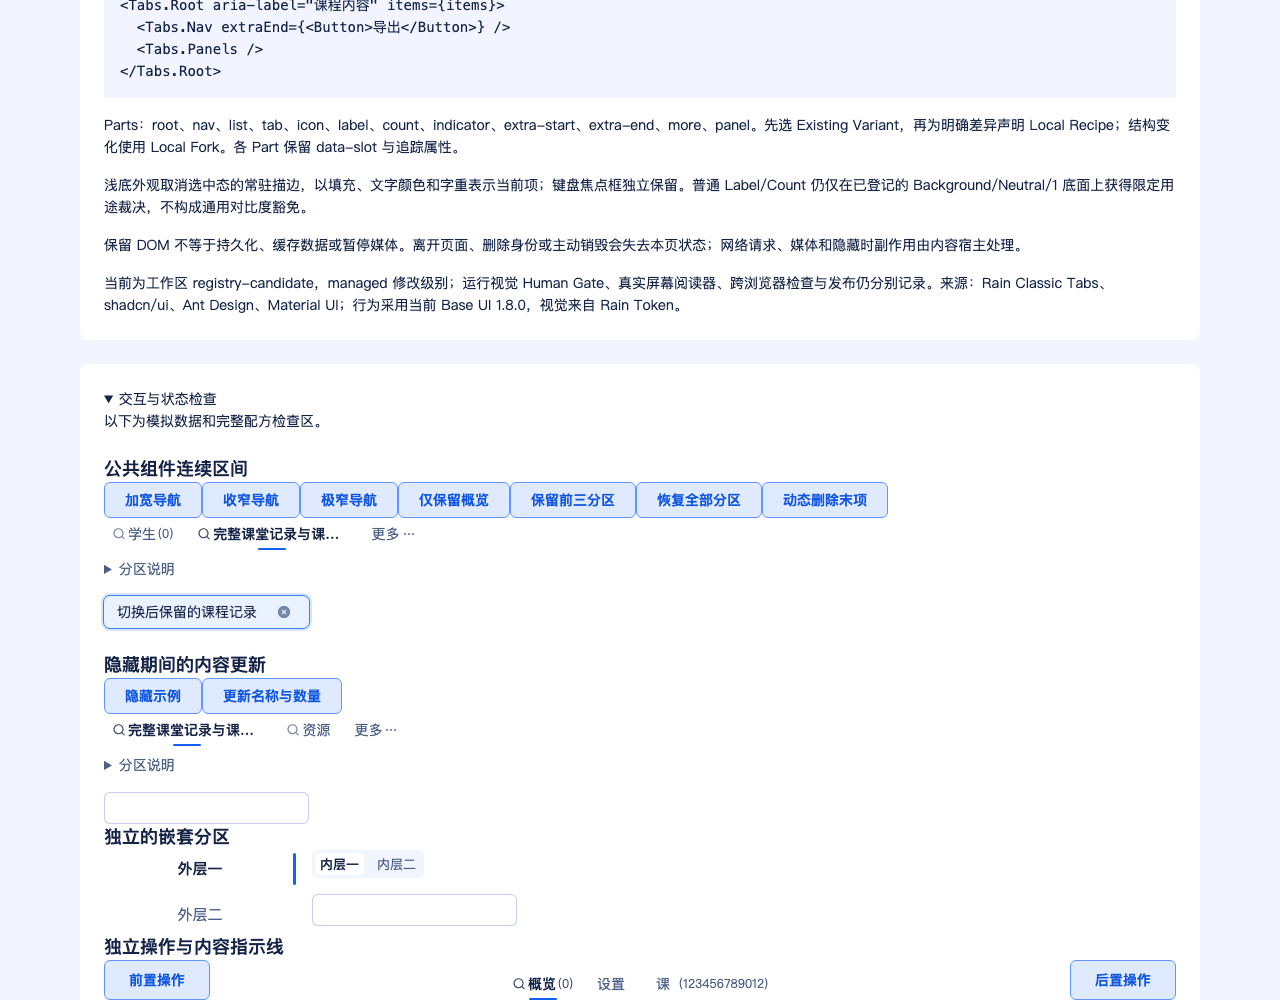 <Tabs.Root aria-label="课程内容" items={items}>
<Tabs.Nav extraEnd={<Button>导出</Button>} />
<Tabs.Panels />
</Tabs.Root>
Parts：root、nav、list、tab、icon、label、count、indicator、extra-start、extra-end、more、panel。先选 Existing Variant，再为明确差异声明 Local Recipe；结构变
化使用 Local Fork。各 Part 保留 data-slot 与追踪属性。
浅底外观取消选中态的常驻描边，以填充、文字颜色和字重表示当前项；键盘焦点框独立保留。普通 Label/Count 仍仅在已登记的 Background/Neutral/1 底面上获得限定用
途裁决，不构成通用对比度豁免。
保留 DOM 不等于持久化、缓存数据或暂停媒体。离开页面、删除身份或主动销毁会失去本页状态；网络请求、媒体和隐藏时副作用由内容宿主处理。
当前为工作区 registry-candidate，managed 修改级别；运行视觉 Human Gate、真实屏幕阅读器、跨浏览器检查与发布仍分别记录。来源：Rain Classic Tabs、
shadcn/ui、Ant Design、Material UI；行为采用当前 Base UI 1.8.0，视觉来自 Rain Token。
交互与状态检查
以下为模拟数据和完整配方检查区。
公共组件连续区间
加宽导航 收窄导航 极窄导航 仅保留概览 保留前三分区 恢复全部分区 动态删除末项
学生(0) 完整课堂记录与课... 更多 ···
分区说明
切换后保留的课程记录
隐藏期间的内容更新
隐藏示例 更新名称与数量
完整课堂记录与课... 资源 更多 ···
分区说明
独立的嵌套分区
外层一 内层一 内层二
外层二
独立操作与内容指示线
前置操作 概览(0) 设置 课 (123456789012) 后置操作